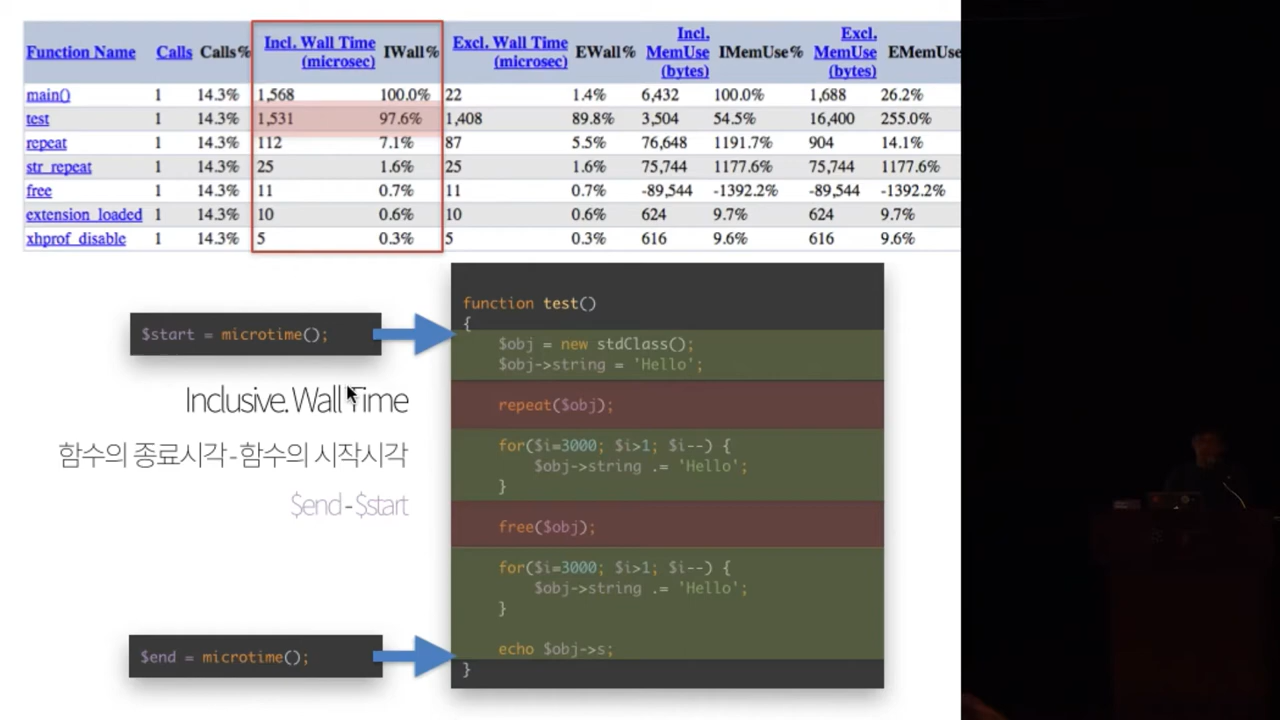 Function Name Calls Calls% Incl. Wall Time (microsec) IWall% Excl. Wall Time (microsec) EWall% Incl. MemUse (bytes) IMemUse% Excl. MemUse (bytes) EMemUse
main() 1 14.3% 1,568 100.0% 22 1.4% 6,432 100.0% 1,688 26.2%
test 1 14.3% 1,531 97.6% 1,408 89.8% 3,504 54.5% 16,400 255.0%
repeat 1 14.3% 112 7.1% 87 5.5% 76,648 1191.7% 904 14.1%
str_repeat 1 14.3% 25 1.6% 25 1.6% 75,744 1177.6% 75,744 1177.6%
free 1 14.3% 11 0.7% 11 0.7% -89,544 -1392.2% -89,544 -1392.2%
extension_loaded 1 14.3% 10 0.6% 10 0.6% 624 9.7% 624 9.7%
xhprof_disable 1 14.3% 5 0.3% 5 0.3% 616 9.6% 616 9.6%
$start = microtime();
Inclusive. Wall Time
함수의 종료시각 - 함수의 시작시각
$end - $start
$end = microtime();
function test()
{
$obj = new stdClass();
$obj->string = 'Hello';
repeat($obj);
for($i=3000; $i>1; $i--) {
$obj->string .= 'Hello';
}
free($obj);
for($i=3000; $i>1; $i--) {
$obj->string .= 'Hello';
}
echo $obj->s;
}